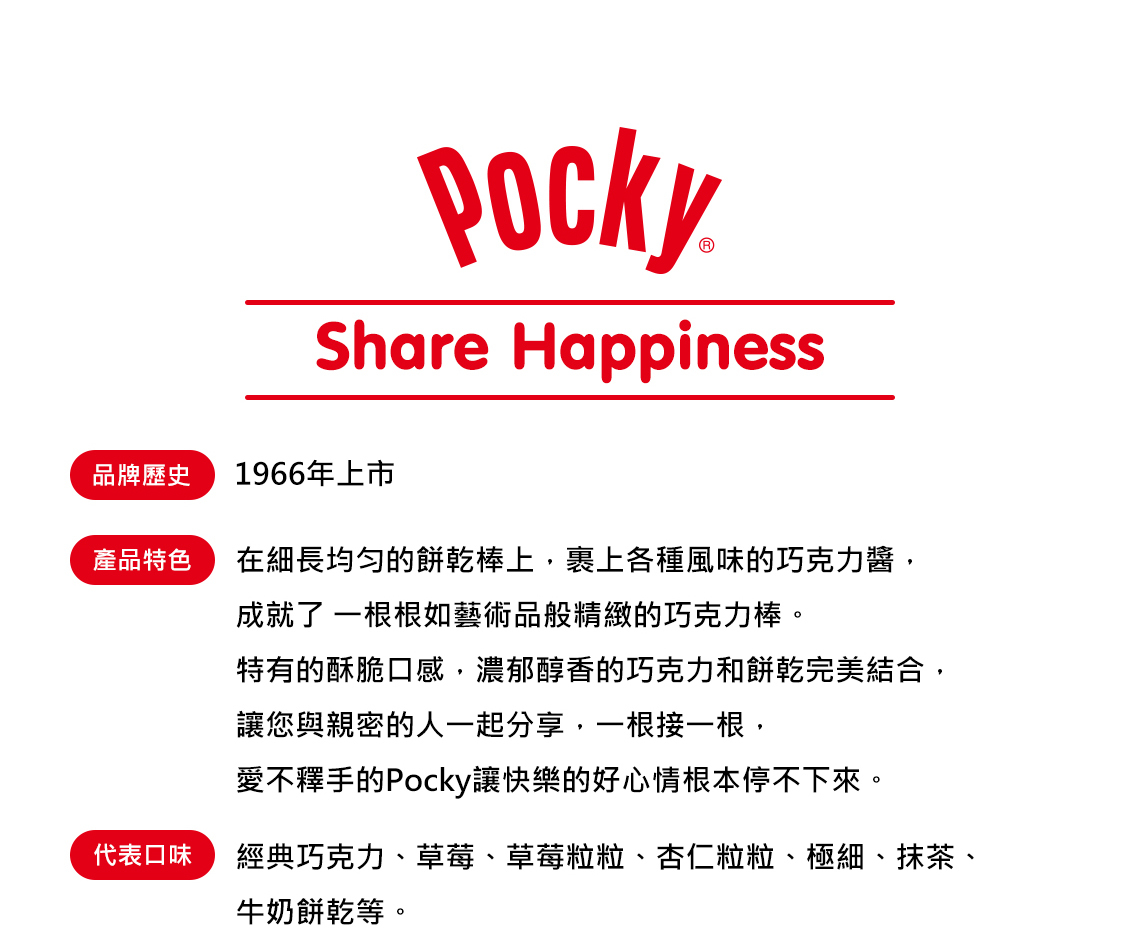 Pocky®
Share Happiness
品牌歷史 1966年上市
產品特色 在細長均勻的餅乾棒上，裹上各種風味的巧克力醬，
成就了 一根根如藝術品般精緻的巧克力棒。
特有的酥脆口感，濃郁醇香的巧克力和餅乾完美結合，
讓您與親密的人一起分享，一根接一根，
愛不釋手的Pocky讓快樂的好心情根本停不下來。
代表口味 經典巧克力、草莓、草莓粒粒、杏仁粒粒、極細、抹茶、
牛奶餅乾等。